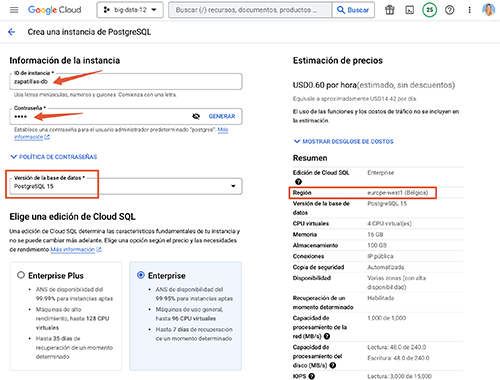 Google Cloud
big-data-12
Buscar (/) recursos, documentos, productos ...
Buscar
25
Crea una instancia de PostgreSQL
Información de la instancia
ID de instancia *
zapatillas-db
Usa letras minúsculas, números y guiones. Comienza con una letra.
Contraseña *
••••
GENERAR
Establece una contraseña para el usuario administrador predeterminado "postgres". Más
información
POLÍTICA DE CONTRASEÑAS
Versión de la base de datos *
PostgreSQL 15
Elige una edición de Cloud SQL
Una edición de Cloud SQL determina las características fundamentales de tu instancia y
no se puede cambiar más adelante. Elige una opción según el precio y las necesidades
de rendimiento. Más información
Enterprise Plus
ANS de disponibilidad del
99.99% para instancias aptas
Máquinas de alto
rendimiento, hasta 128 CPU
virtuales
Hasta 35 días de
recuperación de un momento
determinado
Enterprise
ANS de disponibilidad del
99.95% para instancias aptas
Máquinas de uso general,
hasta 96 CPU virtuales
Hasta 7 días de recuperación
de un momento determinado
Estimación de precios
USD0.60 por hora (estimado, sin descuentos)
Equivale a aproximadamente USD14.42 por día.
El uso de las funciones y los costos de tráfico no se incluyen
en la estimación.
MOSTRAR DESGLOSE DE COSTOS
Resumen
Edición de Cloud SQL Enterprise
Región europe-west1 (Bélgica)
Versión de la base de PostgreSQL 15
datos
CPU virtuales 4 CPU virtual(es)
Memoria 16 GB
Almacenamiento 100 GB
Conexiones IP pública
Copia de seguridad Automatizada
Disponibilidad Varias zonas (con alta
disponibilidad)
Recuperación de un Habilitada
momento determinado
Capacidad de 1,000 de 1,000
procesamiento de la
red (MB/s)
Capacidad de Lectura: 48.0 de 240.0
procesamiento del Escritura: 48.0 de 240.0
disco (MB/s)
IOPS Lectura: 3,000 de 15,000